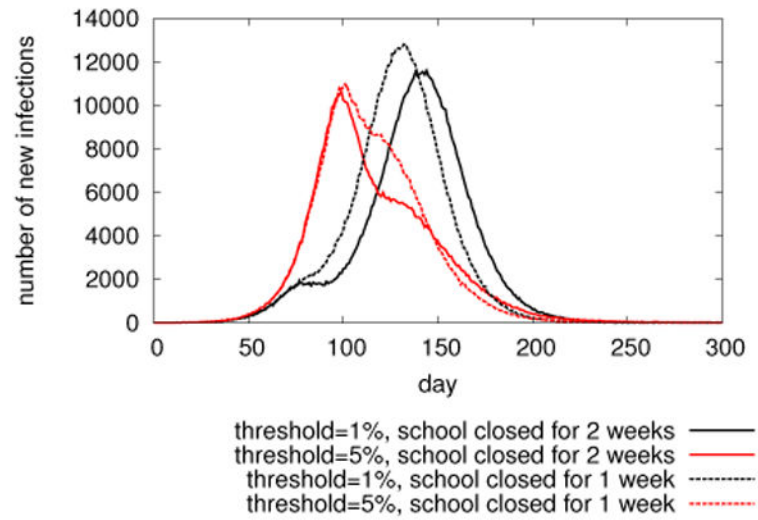 number of new infections
14000
12000
10000
8000
6000
4000
2000
0
0 50 100 150 200 250 300
day
threshold=1%, school closed for 2 weeks
threshold=5%, school closed for 2 weeks
threshold=1%, school closed for 1 week
threshold=5%, school closed for 1 week